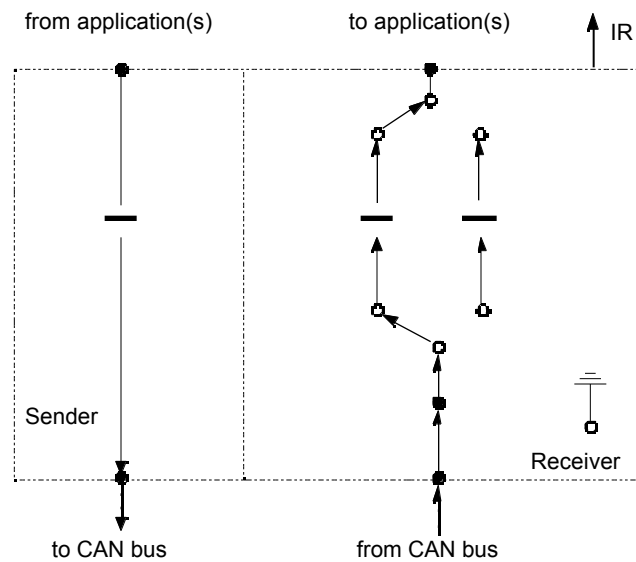 from application(s)
to application(s)
IR
Sender
Receiver
to CAN bus
from CAN bus